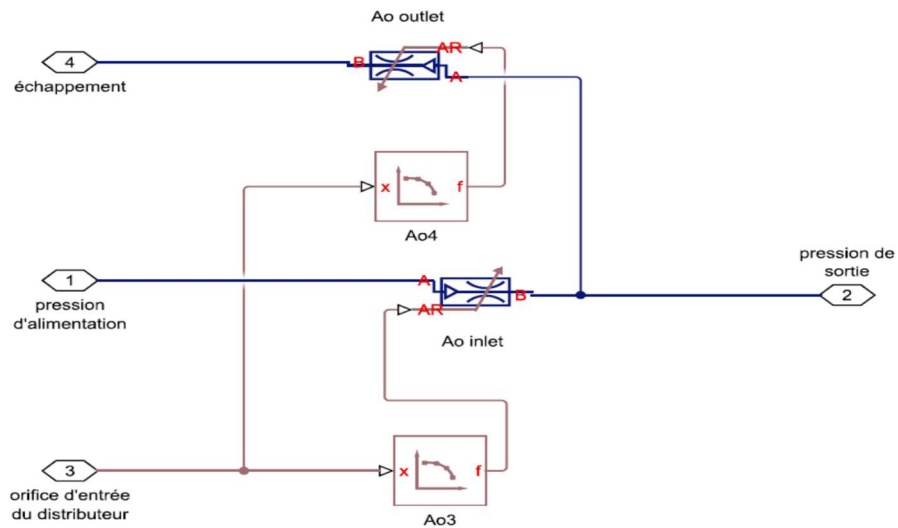 Ao outlet
4
B
AR
A
échappement
x
f
Ao4
1
A
pression
d'alimentation
AR
B
Ao inlet
pression de
sortie
2
3
x
f
orifice d'entrée
du distributeur
Ao3